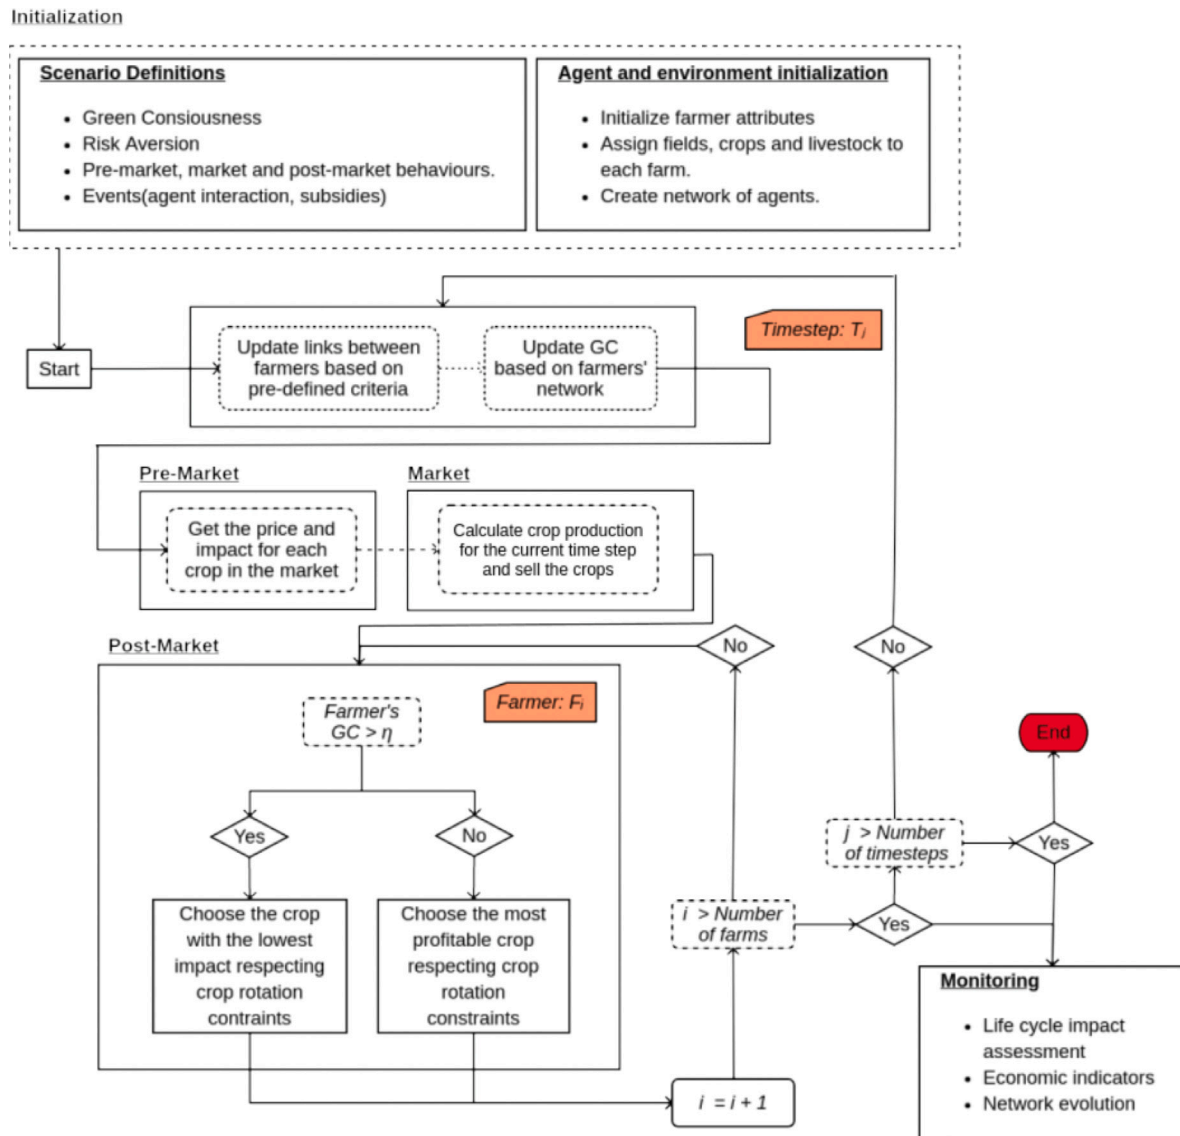 Initialization
Scenario Definitions
• Green Consiousness
• Risk Aversion
• Pre-market, market and post-market behaviours.
• Events(agent interaction, subsidies)
Agent and environment initialization
• Initialize farmer attributes
• Assign fields, crops and livestock to
each farm.
• Create network of agents.
Timestep: Tⱼ
Start
Update links between
farmers based on
pre-defined criteria
Update GC
based on farmers'
network
Pre-Market
Get the price and
impact for each
crop in the market
Market
Calculate crop production
for the current time step
and sell the crops
Post-Market
Farmer: Fᵢ
Farmer's
GC > η
Yes
No
Choose the crop
with the lowest
impact respecting
crop rotation
contraints
Choose the most
profitable crop
respecting crop
rotation
constraints
i = i + 1
i > Number
of farms
No
Yes
j > Number
of timesteps
No
Yes
End
Monitoring
• Life cycle impact
assessment
• Economic indicators
• Network evolution